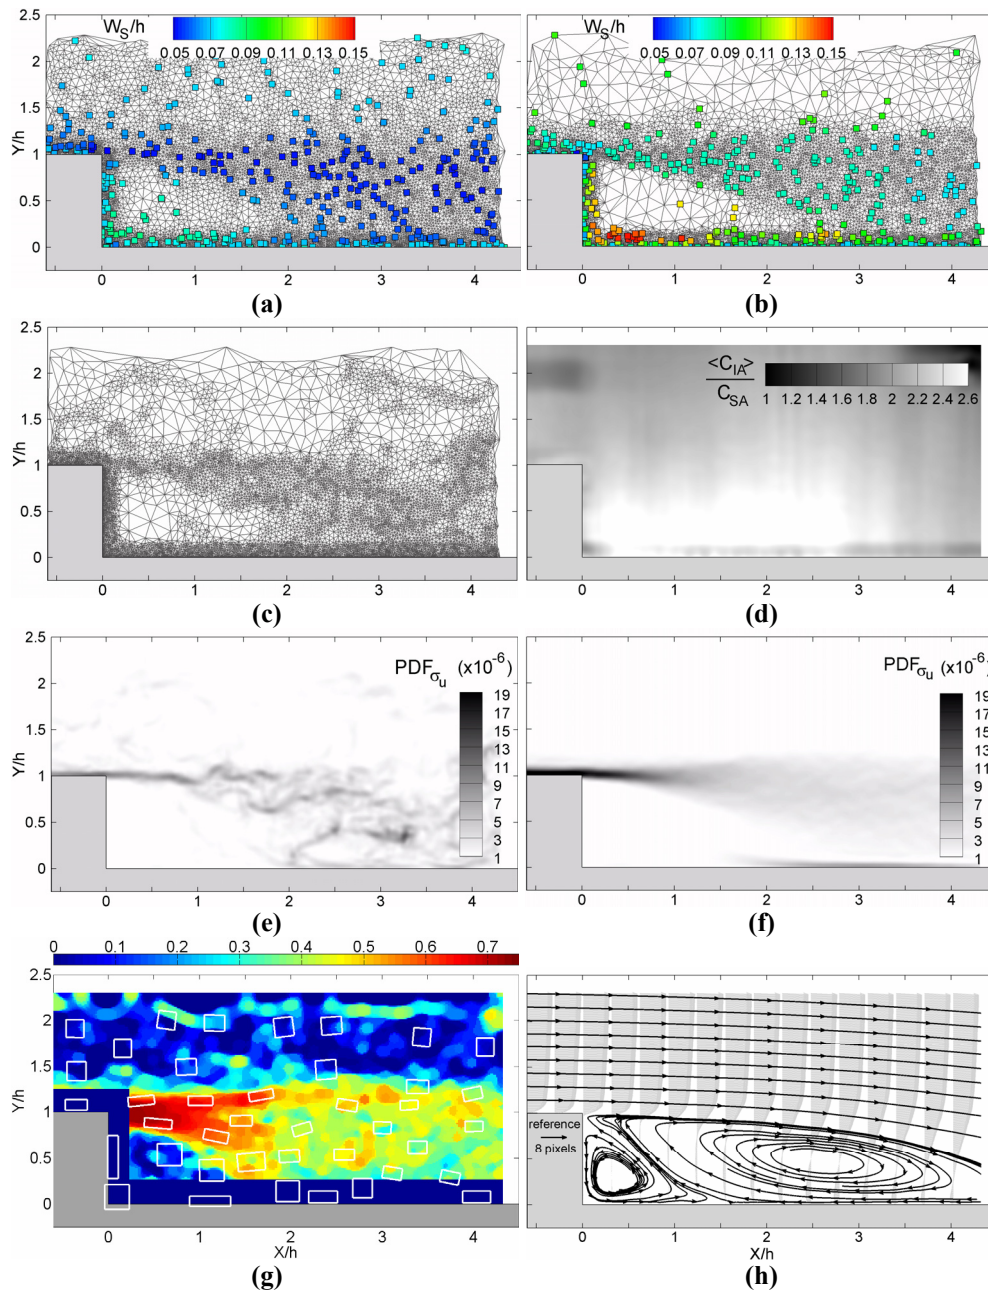 W_S/h
0.05 0.07 0.09 0.11 0.13 0.15
2.5
2
1.5
Y/h
1
0.5
0
0 1 2 3 4
(a)
W_S/h
0.05 0.07 0.09 0.11 0.13 0.15
0 1 2 3 4
(b)
2.5
2
1.5
Y/h
1
0.5
0
0 1 2 3 4
(c)
<C_IA>
C_SA
1 1.2 1.4 1.6 1.8 2 2.2 2.4 2.6
0 1 2 3 4
(d)
2.5
2
1.5
Y/h
1
0.5
0
PDF_σu (x10^-6)
19
17
15
13
11
9
7
5
3
1
0 1 2 3 4
(e)
PDF_σu (x10^-6)
19
17
15
13
11
9
7
5
3
1
0 1 2 3 4
(f)
0 0.1 0.2 0.3 0.4 0.5 0.6 0.7
2.5
2
1.5
Y/h
1
0.5
0
0 1 2 3 4
X/h
(g)
reference
8 pixels
0 1 2 3 4
X/h
(h)